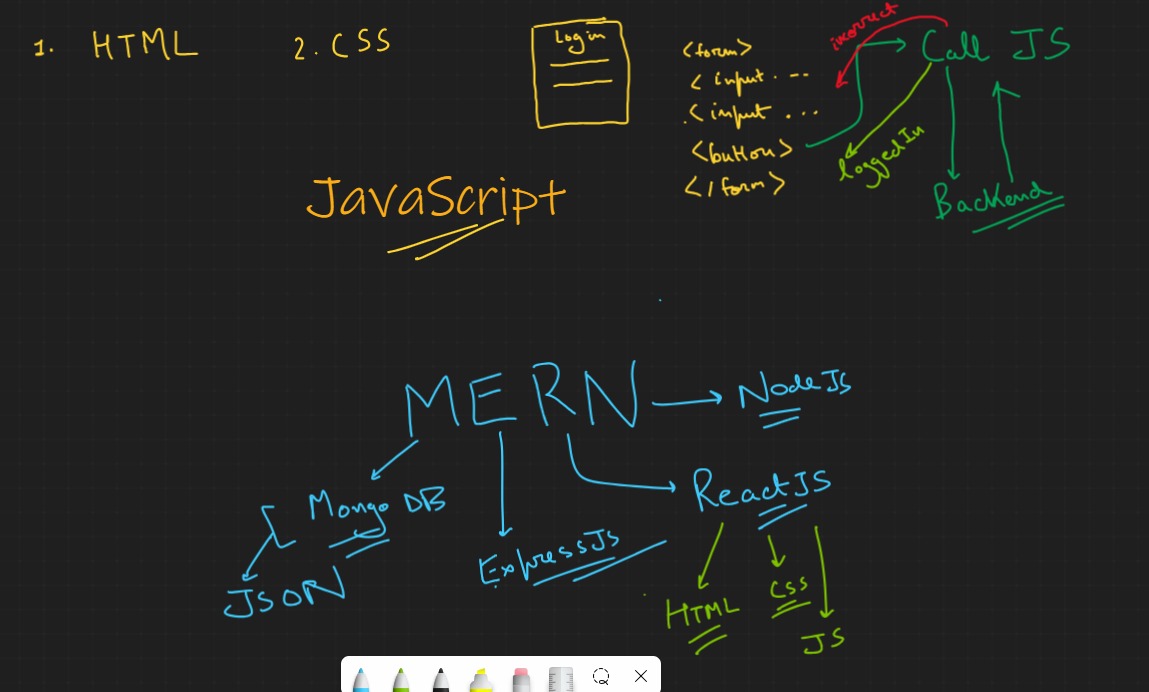 1. HTML
2. CSS
Login
<form>
<input. --
<input ...
<button>
</form>
incorrect
Call JS
loggedIn
Backend
JavaScript
MERN
NodeJs
MongoDB
ReactJS
ExpressJs
JSON
HTML
CSS
JS